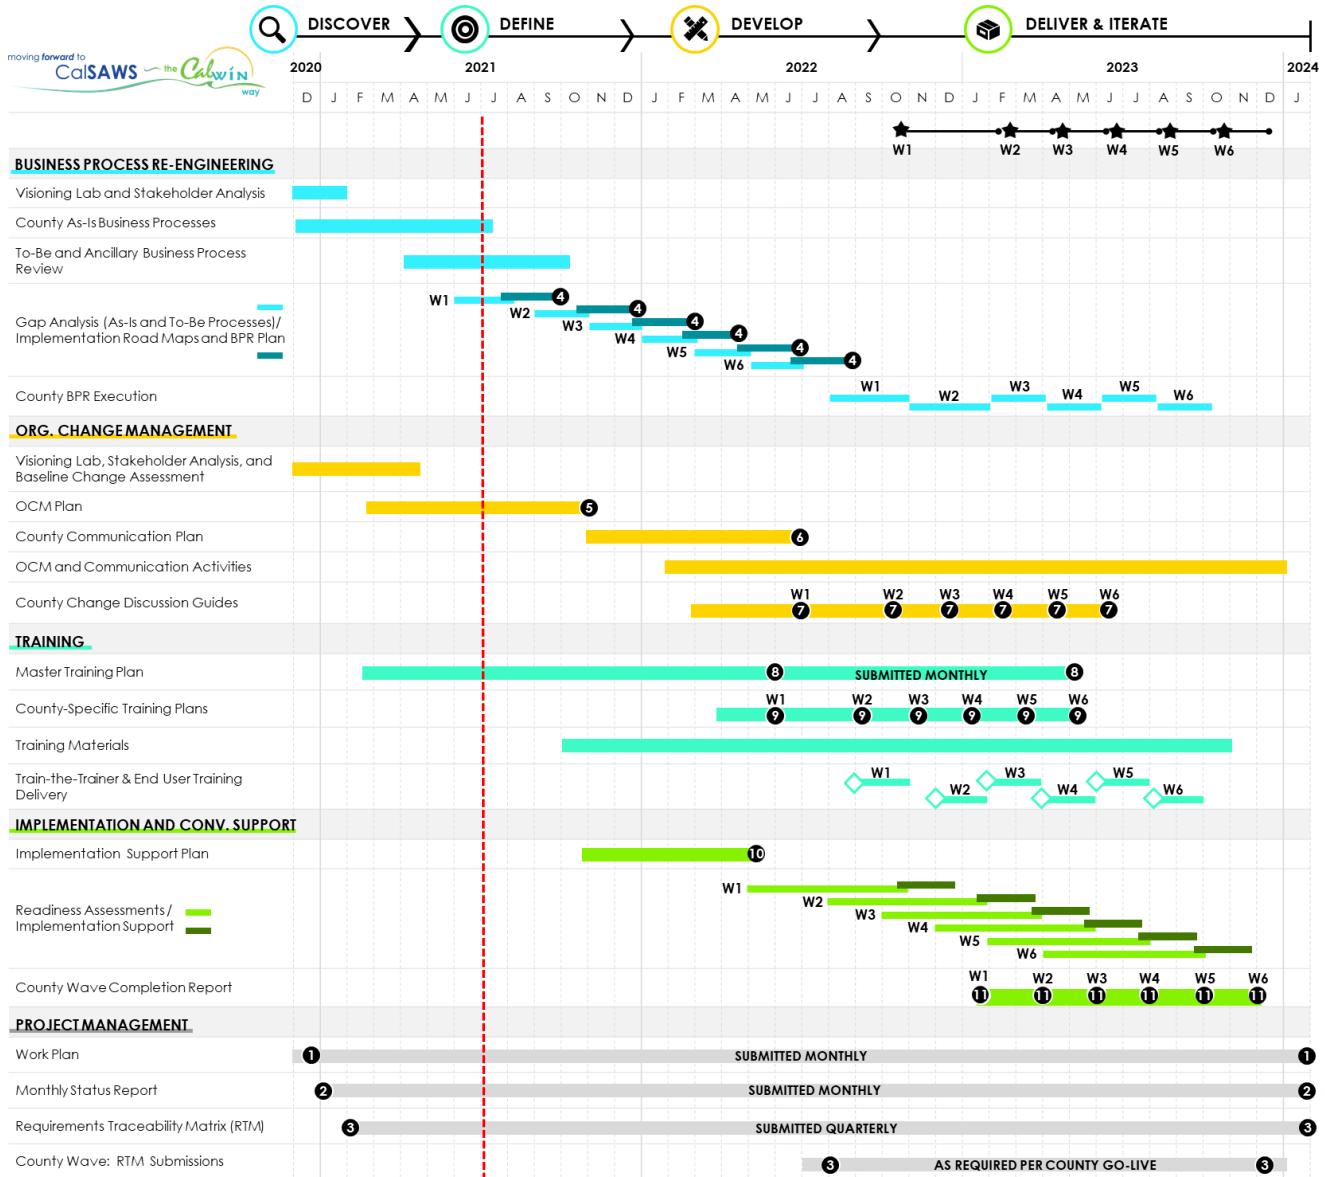 DISCOVER DEFINE DEVELOP DELIVER & ITERATE
moving forward to
CalSAWS the Calwin
way
2020 2021 2022 2023 2024
D J F M A M J J A S O N D J F M A M J J A S O N D J F M A M J J A S O N D J
W1 W2 W3 W4 W5 W6
BUSINESS PROCESS RE-ENGINEERING
Visioning Lab and Stakeholder Analysis
County As-Is Business Processes
To-Be and Ancillary Business Process
Review
W1 4
W2 4
W3 4
W4 4
W5 4
W6 4
Gap Analysis (As-Is and To-Be Processes)/
Implementation Road Maps and BPR Plan
County BPR Execution
W1 W2 W3 W4 W5 W6
ORG. CHANGE MANAGEMENT
Visioning Lab, Stakeholder Analysis, and
Baseline Change Assessment
OCM Plan 5
County Communication Plan 6
OCM and Communication Activities
County Change Discussion Guides
W1 W2 W3 W4 W5 W6
7 7 7 7 7 7
TRAINING
Master Training Plan 8 SUBMITTED MONTHLY 8
County-Specific Training Plans
W1 W2 W3 W4 W5 W6
9 9 9 9 9 9
Training Materials
Train-the-Trainer & End User Training
Delivery
W1 W2 W3 W4 W5 W6
IMPLEMENTATION AND CONV. SUPPORT
Implementation Support Plan 10
Readiness Assessments/
Implementation Support
W1
W2
W3
W4
W5
W6
County Wave Completion Report
W1 W2 W3 W4 W5 W6
11 11 11 11 11 11
PROJECT MANAGEMENT
Work Plan 1 SUBMITTED MONTHLY 1
Monthly Status Report 2 SUBMITTED MONTHLY 2
Requirements Traceability Matrix (RTM) 3 SUBMITTED QUARTERLY 3
County Wave: RTM Submissions 3 AS REQUIRED PER COUNTY GO-LIVE 3